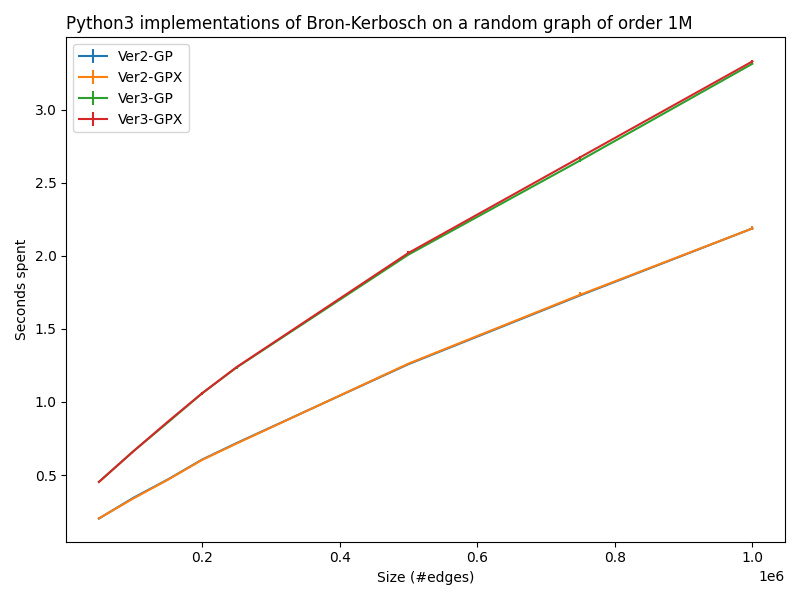 Python3 implementations of Bron-Kerbosch on a random graph of order 1M
Ver2-GP
Ver2-GPX
Ver3-GP
Ver3-GPX
3.0
2.5
2.0
1.5
1.0
0.5
Seconds spent
0.2
0.4
0.6
0.8
1.0
1e6
Size (#edges)